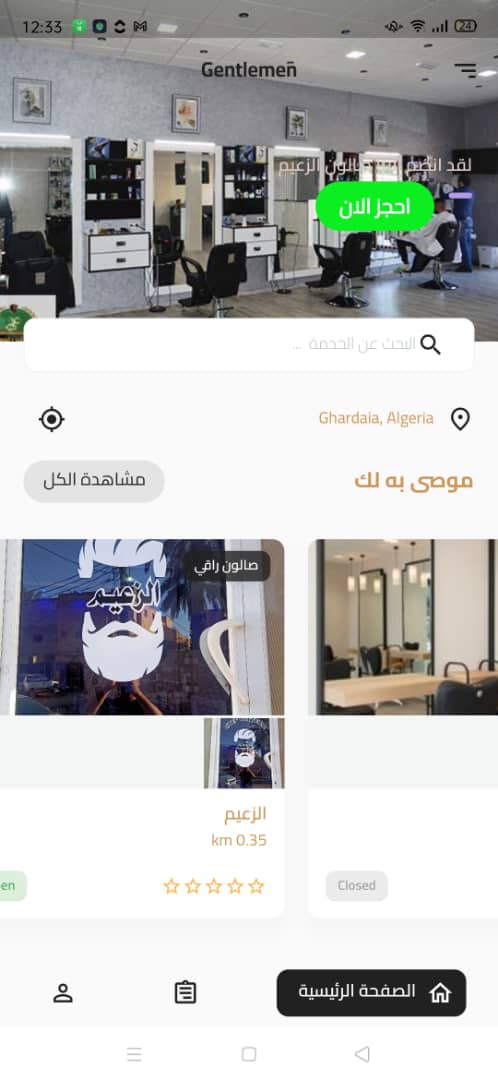 12:33
24
Gentlemen
لقد انضم
صالون الزعيم
احجز الان
البحث عن الخدمة ...
Ghardaia, Algeria
موصى به لك
مشاهدة الكل
صالون راقي
الزعيم
الزعيم
0.35 km
en
Closed
الصفحة الرئيسية